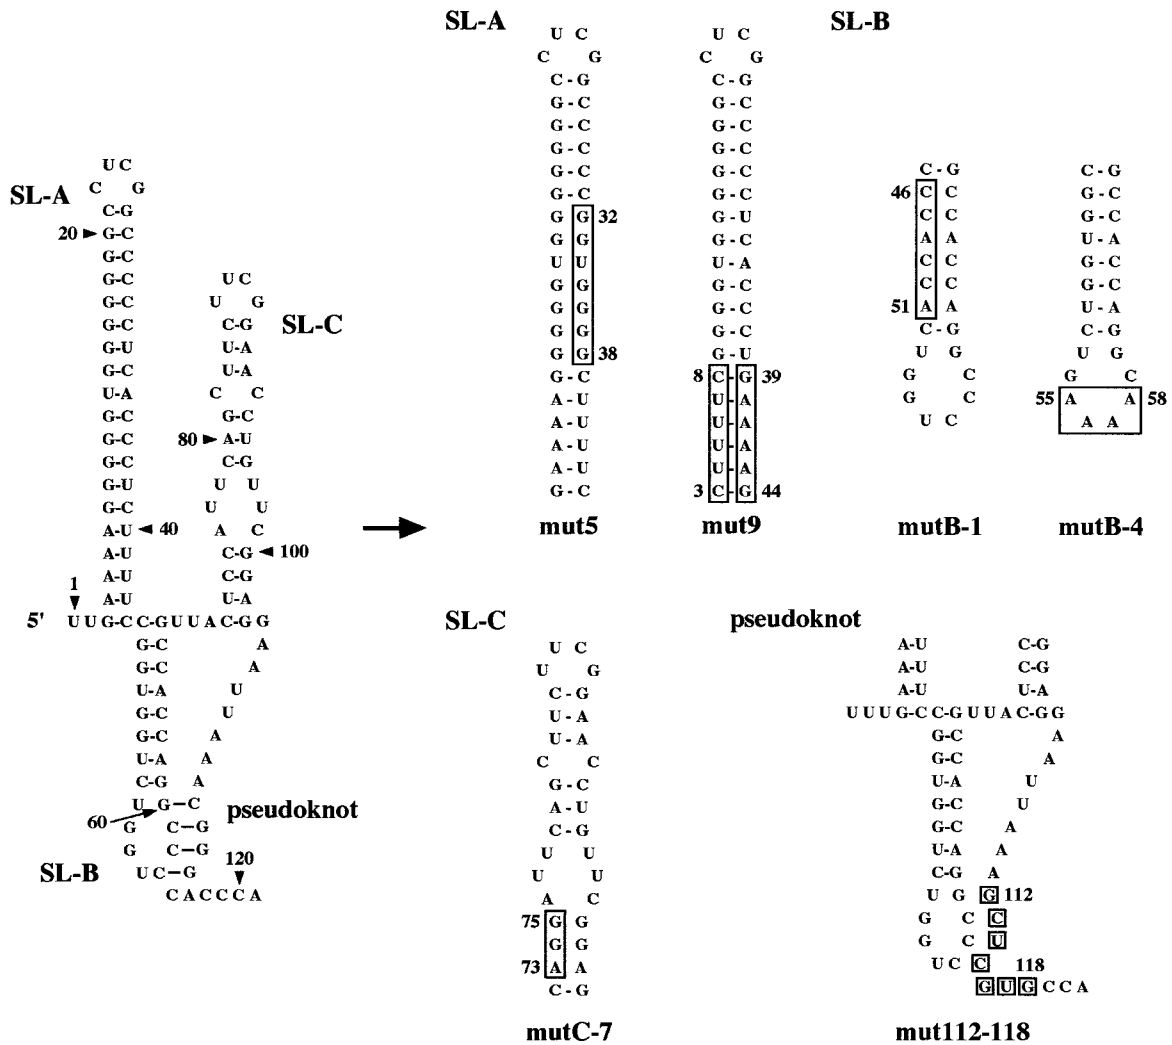 SL-A
U C
C G
C G
20 G-C
G-C
G-C
G-C
G-C
G-U
G-C
U-A
G-C
G-C
G-C
G-U
G-C
A-U 40
A-U
A-U
A-U
SL-C
U C
U G
C-G
U-A
U-A
C C
G-C
80 A-U
C-G
U U
U U
A C
C-G 100
C-G
U-A
1
5' U U G-C C-G U U A C-G G
G-C A
G-C A
U-A U
G-C U
G-C A
U-A A
C-G A
U G-C pseudoknot
60 G C-G
G C-G
SL-B U C-G 120
C A C C C A
SL-A
U C
C G
C-G
G-C
G-C
G-C
G-C
G-C
G G 32
G G
U U
G G
G G
G G
G G 38
G-C
A-U
A-U
A-U
A-U
G-C
mut5
U C
C G
C-G
G-C
G-C
G-C
G-C
G-C
G-U
G-C
U-A
G-C
G-C
G-C
G-U
8 C-G 39
U-A
U-A
U-A
U-A
3 C-G 44
mut9
SL-B
C-G
46 C C
C C
A A
C C
C C
51 A A
C-G
U G
G C
G C
U C
mutB-1
C-G
G-C
G-C
U-A
G-C
G-C
U-A
C-G
U G
G C
55 A A 58
A A
mutB-4
SL-C
U C
U G
C-G
U-A
U-A
C C
G-C
A-U
C-G
U U
U U
A C
75 G G
G G
73 A A
C-G
mutC-7
pseudoknot
A-U C-G
A-U C-G
A-U U-A
U U U G-C C-G U U A C-G G
G-C A
G-C A
U-A U
G-C U
G-C A
U-A A
C-G A
U G G 112
G C C
G C U
U C C 118
G U G C C A
mut112-118